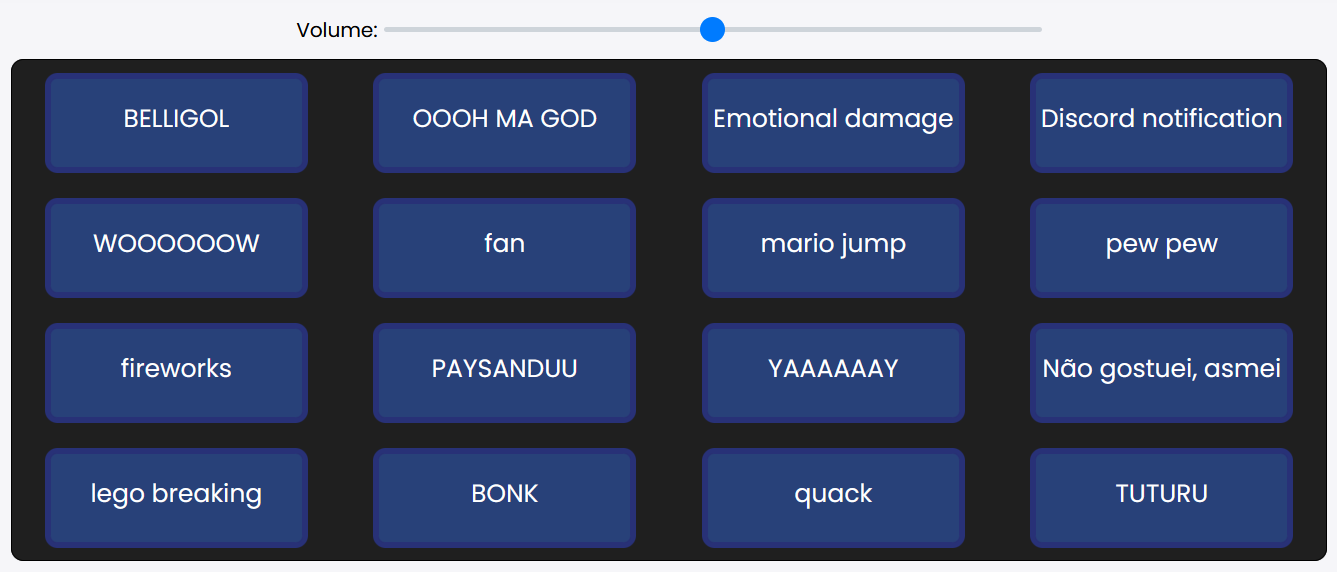 Volume:
BELLIGOL
OOOH MA GOD
Emotional damage
Discord notification
WOOOOOOW
fan
mario jump
pew pew
fireworks
PAYSANDUU
YAAAAAAY
Não gostuei, asmei
lego breaking
BONK
quack
TUTURU